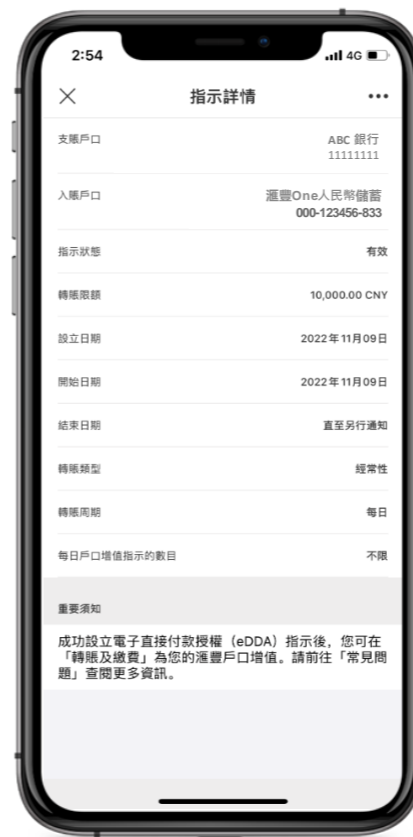 2:54
4G
指示詳情
支賬戶口
ABC 銀行
11111111
入賬戶口
滙豐One人民幣儲蓄
000-123456-833
指示狀態
有效
轉賬限額
10,000.00 CNY
設立日期
2022年11月09日
開始日期
2022年11月09日
結束日期
直至另行通知
轉賬類型
經常性
轉賬周期
每日
每日戶口增值指示的數目
不限
重要須知
成功設立電子直接付款授權（eDDA）指示後，您可在
「轉賬及繳費」為您的滙豐戶口增值。請前往「常見問
題」查閱更多資訊。